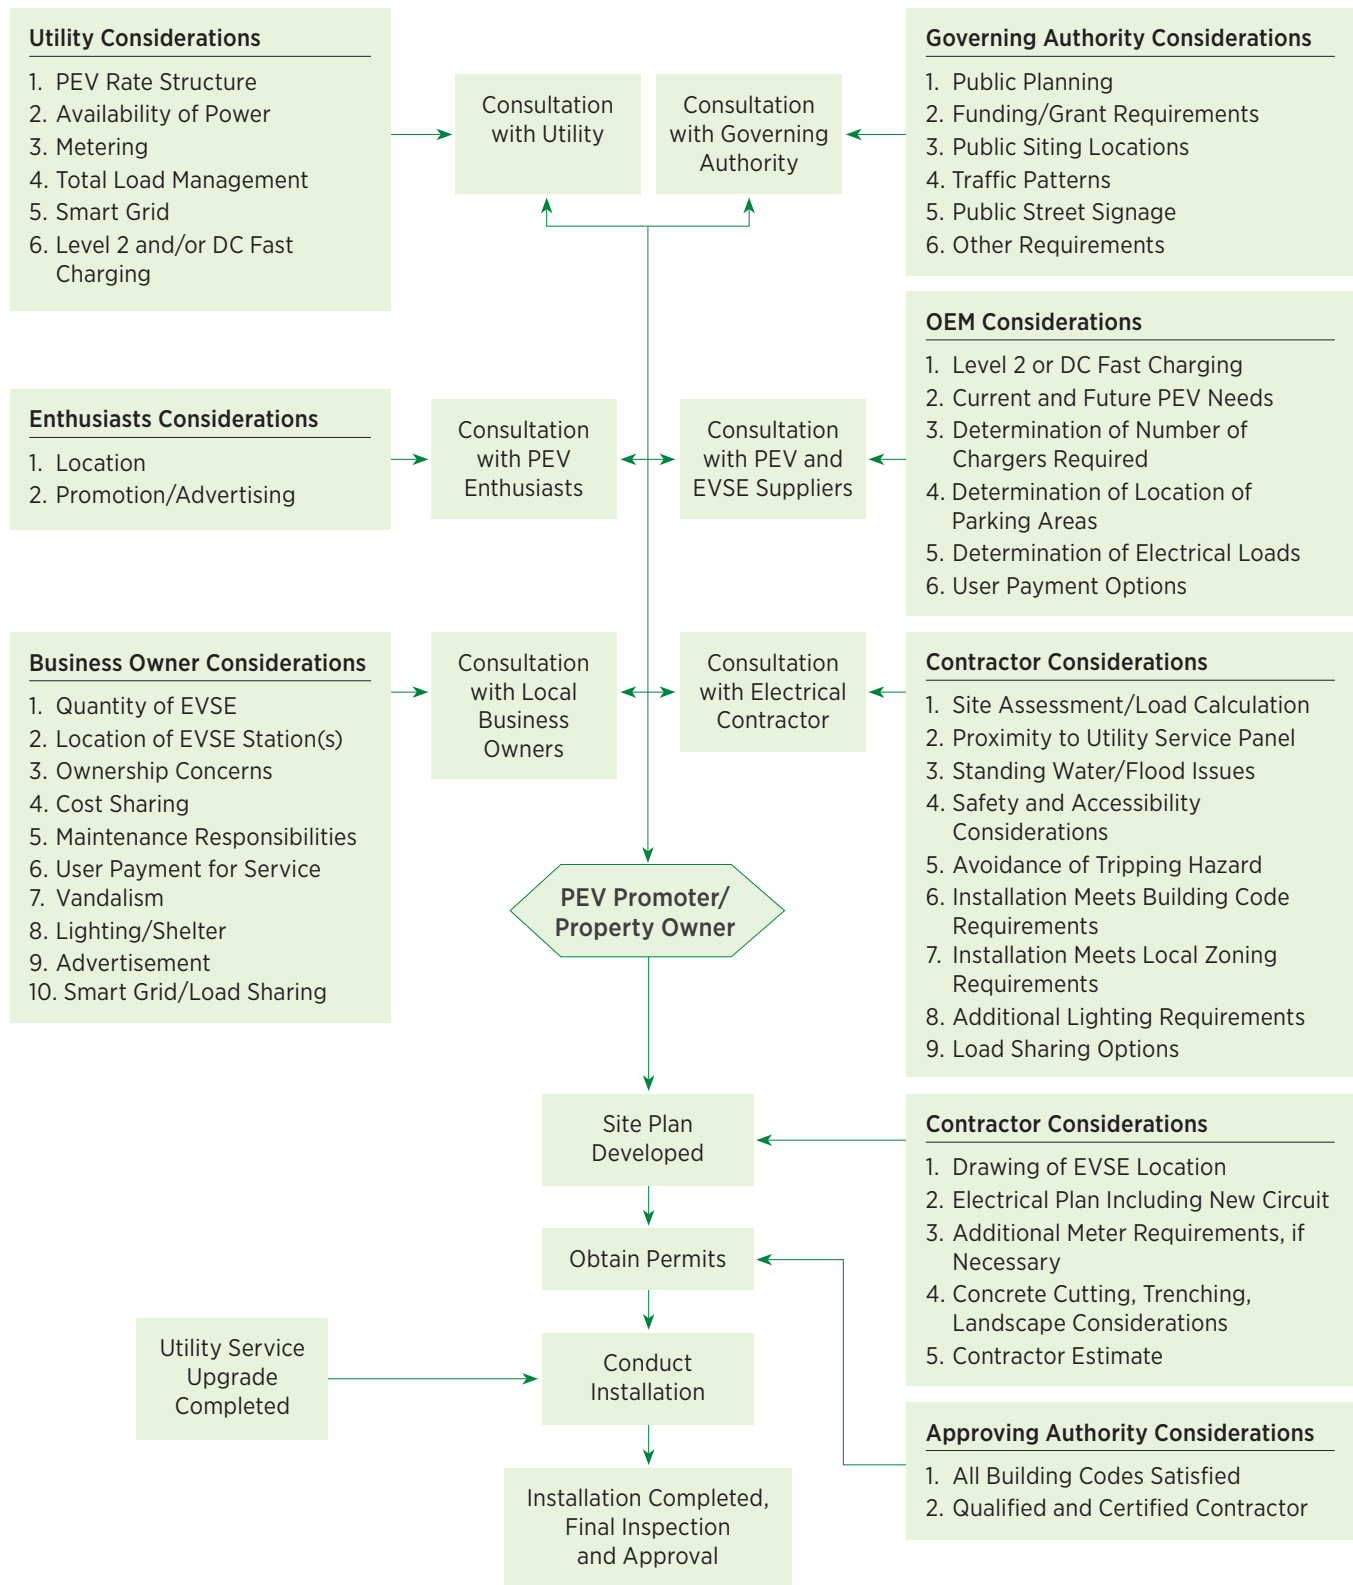 Utility Considerations
1. PEV Rate Structure
2. Availability of Power
3. Metering
4. Total Load Management
5. Smart Grid
6. Level 2 and/or DC Fast
Charging
Consultation
with Utility
Consultation
with Governing
Authority
Governing Authority Considerations
1. Public Planning
2. Funding/Grant Requirements
3. Public Siting Locations
4. Traffic Patterns
5. Public Street Signage
6. Other Requirements
Enthusiasts Considerations
1. Location
2. Promotion/Advertising
Consultation
with PEV
Enthusiasts
Consultation
with PEV and
EVSE Suppliers
OEM Considerations
1. Level 2 or DC Fast Charging
2. Current and Future PEV Needs
3. Determination of Number of
Chargers Required
4. Determination of Location of
Parking Areas
5. Determination of Electrical Loads
6. User Payment Options
Business Owner Considerations
1. Quantity of EVSE
2. Location of EVSE Station(s)
3. Ownership Concerns
4. Cost Sharing
5. Maintenance Responsibilities
6. User Payment for Service
7. Vandalism
8. Lighting/Shelter
9. Advertisement
10. Smart Grid/Load Sharing
Consultation
with Local
Business
Owners
Consultation
with Electrical
Contractor
Contractor Considerations
1. Site Assessment/Load Calculation
2. Proximity to Utility Service Panel
3. Standing Water/Flood Issues
4. Safety and Accessibility
Considerations
5. Avoidance of Tripping Hazard
6. Installation Meets Building Code
Requirements
7. Installation Meets Local Zoning
Requirements
8. Additional Lighting Requirements
9. Load Sharing Options
PEV Promoter/
Property Owner
Site Plan
Developed
Contractor Considerations
1. Drawing of EVSE Location
2. Electrical Plan Including New Circuit
3. Additional Meter Requirements, if
Necessary
4. Concrete Cutting, Trenching,
Landscape Considerations
5. Contractor Estimate
Obtain Permits
Utility Service
Upgrade
Completed
Conduct
Installation
Approving Authority Considerations
1. All Building Codes Satisfied
2. Qualified and Certified Contractor
Installation Completed,
Final Inspection
and Approval